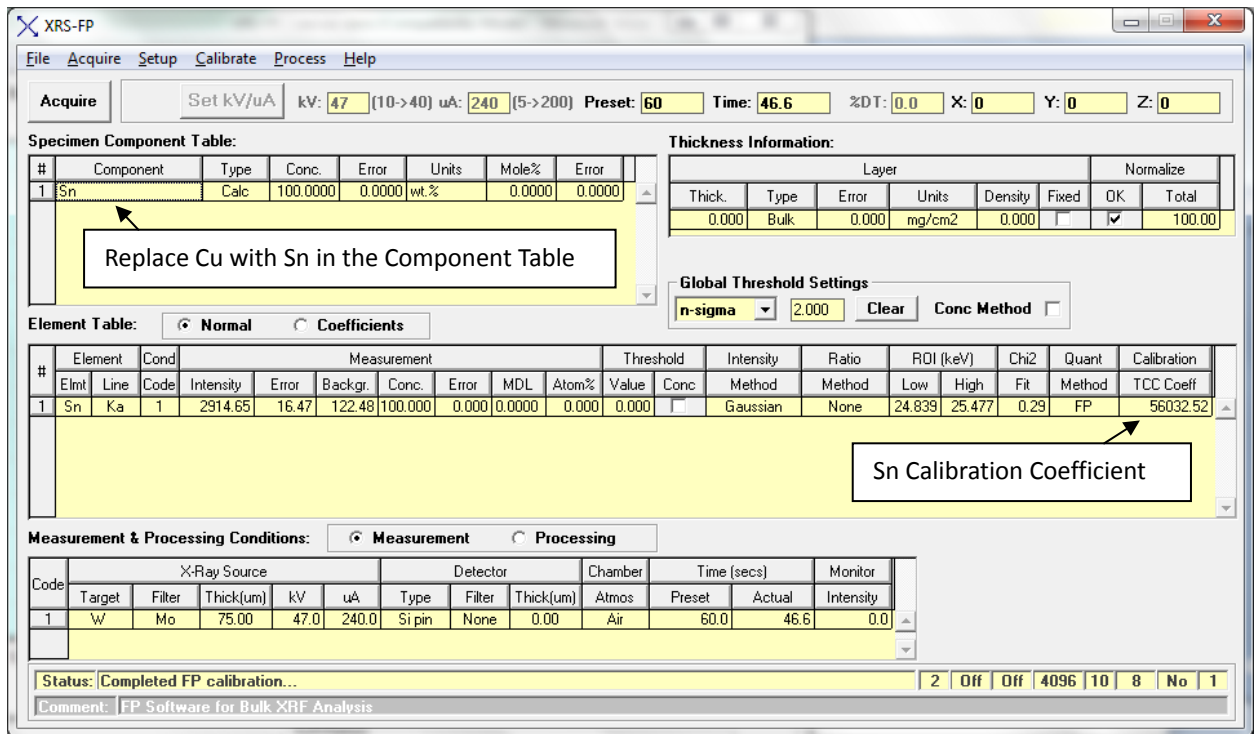 XRS-FP
File Acquire Setup Calibrate Process Help
Acquire Set kV/uA kV: 47 (10->40) uA: 240 (5->200) Preset: 60 Time: 46.6 %DT: 0.0 X: 0 Y: 0 Z: 0
Specimen Component Table:
# Component Type Conc. Error Units Mole% Error
1 Sn Calc 100.0000 0.0000 wt.% 0.0000 0.0000
Replace Cu with Sn in the Component Table
Thickness Information:
Layer Normalize
Thick. Type Error Units Density Fixed OK Total
0.000 Bulk 0.000 mg/cm2 0.000 100.00
Global Threshold Settings
n-sigma 2.000 Clear Conc Method
Element Table: Normal Coefficients
# Element Cond Measurement Threshold Intensity Ratio ROI (keV) Chi2 Quant Calibration
Elmt Line Code Intensity Error Backgr. Conc. Error MDL Atom% Value Conc Method Method Low High Fit Method TCC Coeff
1 Sn Ka 1 2914.65 16.47 122.48 100.000 0.000 0.0000 0.000 0.000 Gaussian None 24.839 25.477 0.29 FP 56032.52
Sn Calibration Coefficient
Measurement & Processing Conditions: Measurement Processing
Code X-Ray Source Detector Chamber Time (secs) Monitor
Target Filter Thick(um) kV uA Type Filter Thick(um) Atmos Preset Actual Intensity
1 W Mo 75.00 47.0 240.0 Si pin None 0.00 Air 60.0 46.6 0.0
Status: Completed FP calibration... 2 Off Off 4096 10 8 No 1
Comment: FP Software for Bulk XRF Analysis